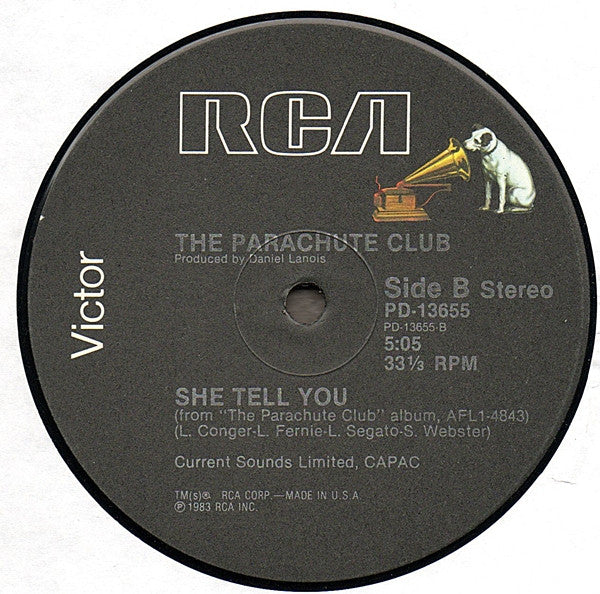 RCA
Victor
THE PARACHUTE CLUB
Produced by Daniel Lanois
Side B Stereo
PD-13655
PD-13655-B
5:05
33⅓ RPM
SHE TELL YOU
(from "The Parachute Club" album, AFL1-4843)
(L. Conger-L. Fernie-L. Segato-S. Webster)
Current Sounds Limited, CAPAC
TM(s)® RCA CORP.—MADE IN U.S.A.
℗ 1983 RCA INC.